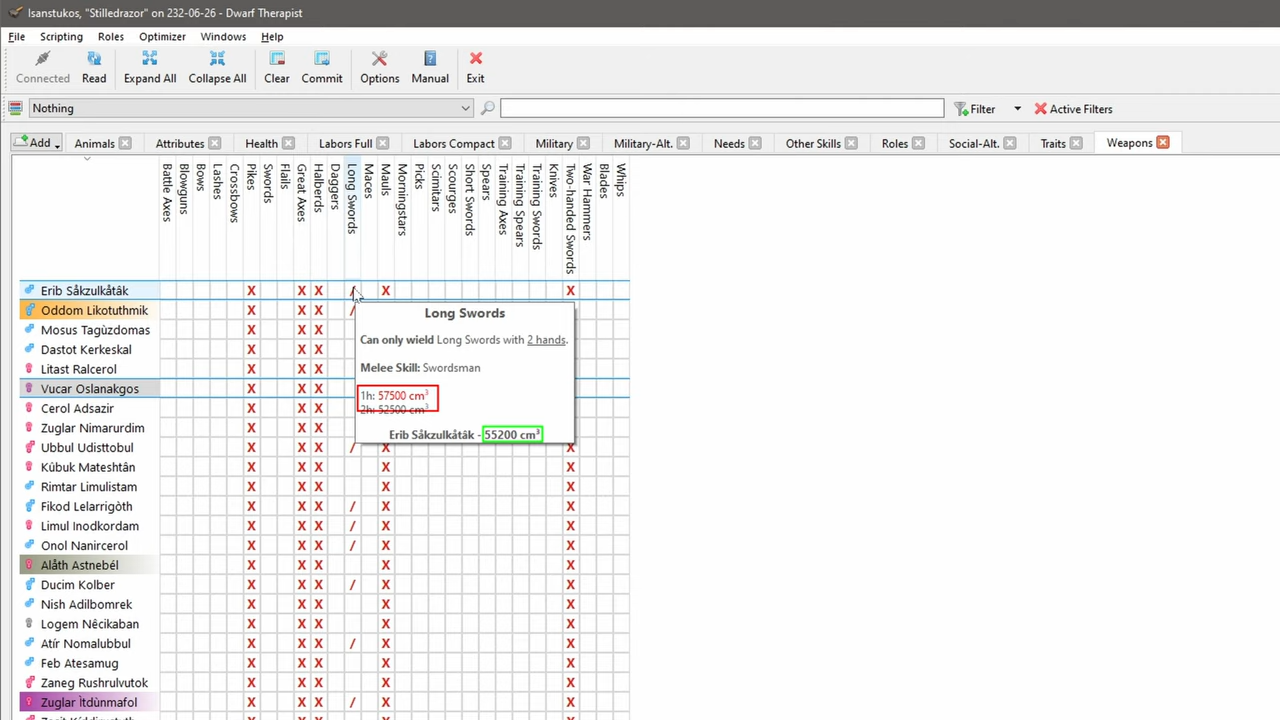 Isanstukos, "Stilledrazor" on 232-06-26 - Dwarf Therapist
File Scripting Roles Optimizer Windows Help
Connected Read Expand All Collapse All Clear Commit Options Manual Exit
Nothing Filter Active Filters
Add Animals Attributes Health Labors Full Labors Compact Military Military-Alt. Needs Other Skills Roles Social-Alt. Traits Weapons
Battle Axes Blowguns Bows Lashes Crossbows Pikes Swords Flails Great Axes Halberds Daggers Long Swords Maces Mauls Morningstars Picks Scimitars Scourges Short Swords Spears Training Axes Training Spears Training Swords Knives Two-handed Swords War Hammers Blades Whips
Erib Såkzulkåtåk X X X / X X
Oddom Likotuthmik X X X /
Long Swords
Mosus Tagùzdomas X X X
Can only wield Long Swords with 2 hands.
Dastot Kerkeskal X X X
Litast Ralcerol X X X
Melee Skill: Swordsman
Vucar Oslanakgos X X X
1h: 57500 cm³
Cerol Adsazir X X X
2h: 52500 cm³
Zuglar Nimarurdim X X X
Erib Såkzulkåtåk - 55200 cm³
Ubbul Udisttobul X X X / X X
Kûbuk Mateshtân X X X X X
Rimtar Limulistam X X X X X
Fikod Lelarrigòth X X X / X X
Limul Inodkordam X X X / X X
Onol Nanircerol X X X / X X
Alåth Astnebél X X X X X
Ducim Kolber X X X / X X
Nish Adilbomrek X X X X X
Logem Nêcikaban X X X X X
Atír Nomalubbul X X X / X X
Feb Atesamug X X X X X
Zaneg Rushrulvutok X X X X X
Zuglar Ìtdùnmafol X X X / X X